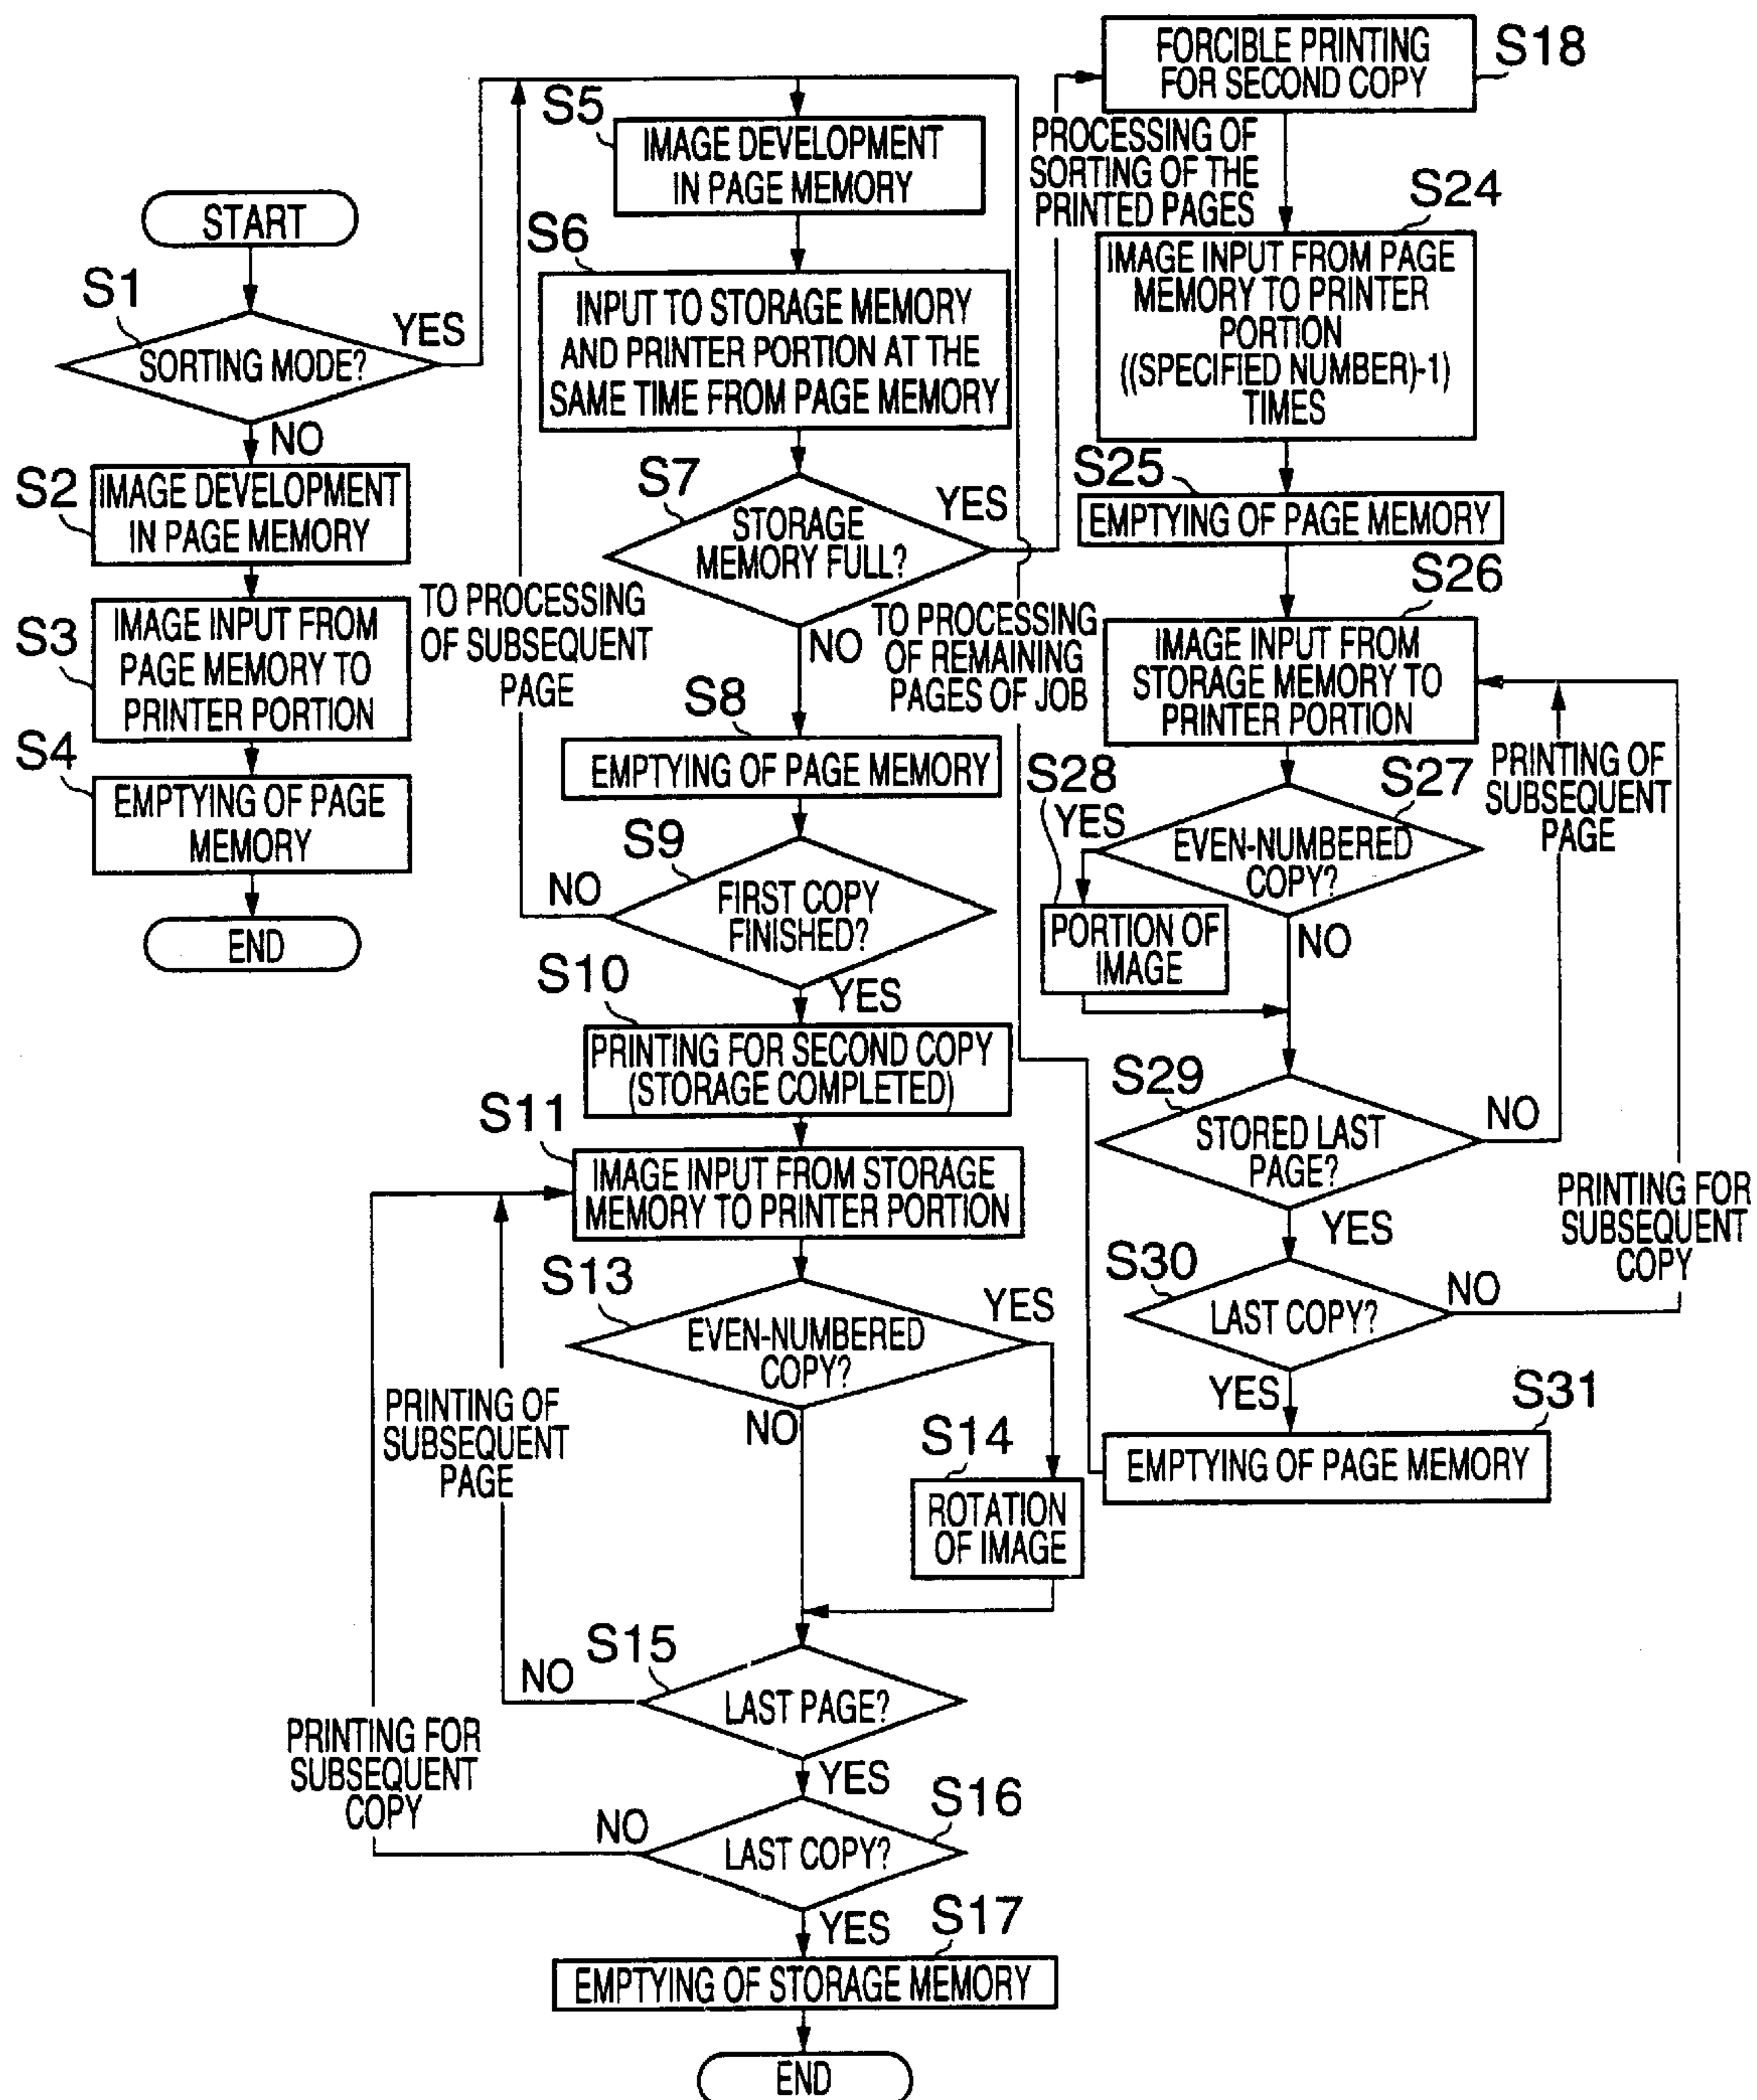 START
S1
SORTING MODE?
YES
NO
S2
IMAGE DEVELOPMENT
IN PAGE MEMORY
S3
IMAGE INPUT FROM
PAGE MEMORY TO
PRINTER PORTION
S4
EMPTYING OF PAGE
MEMORY
END
S5
IMAGE DEVELOPMENT
IN PAGE MEMORY
S6
INPUT TO STORAGE MEMORY
AND PRINTER PORTION AT THE
SAME TIME FROM PAGE MEMORY
S7
STORAGE
MEMORY FULL?
YES
NO
TO PROCESSING
OF SUBSEQUENT
PAGE
TO PROCESSING
OF REMAINING
PAGES OF JOB
S8
EMPTYING OF PAGE MEMORY
S9
FIRST COPY
FINISHED?
NO
YES
S10
PRINTING FOR SECOND COPY
(STORAGE COMPLETED)
S11
IMAGE INPUT FROM STORAGE
MEMORY TO PRINTER PORTION
S13
EVEN-NUMBERED
COPY?
YES
NO
S14
ROTATION
OF IMAGE
PRINTING OF
SUBSEQUENT
PAGE
S15
LAST PAGE?
NO
YES
PRINTING FOR
SUBSEQUENT
COPY
S16
LAST COPY?
NO
YES
S17
EMPTYING OF STORAGE MEMORY
END
FORCIBLE PRINTING
FOR SECOND COPY
S18
PROCESSING OF
SORTING OF THE
PRINTED PAGES
S24
IMAGE INPUT FROM PAGE
MEMORY TO PRINTER
PORTION
((SPECIFIED NUMBER)-1)
TIMES
S25
EMPTYING OF PAGE MEMORY
S26
IMAGE INPUT FROM
STORAGE MEMORY TO
PRINTER PORTION
S27
EVEN-NUMBERED
COPY?
YES
NO
S28
PORTION OF
IMAGE
PRINTING OF
SUBSEQUENT
PAGE
S29
STORED LAST
PAGE?
NO
YES
PRINTING FOR
SUBSEQUENT
COPY
S30
LAST COPY?
NO
YES
S31
EMPTYING OF PAGE MEMORY